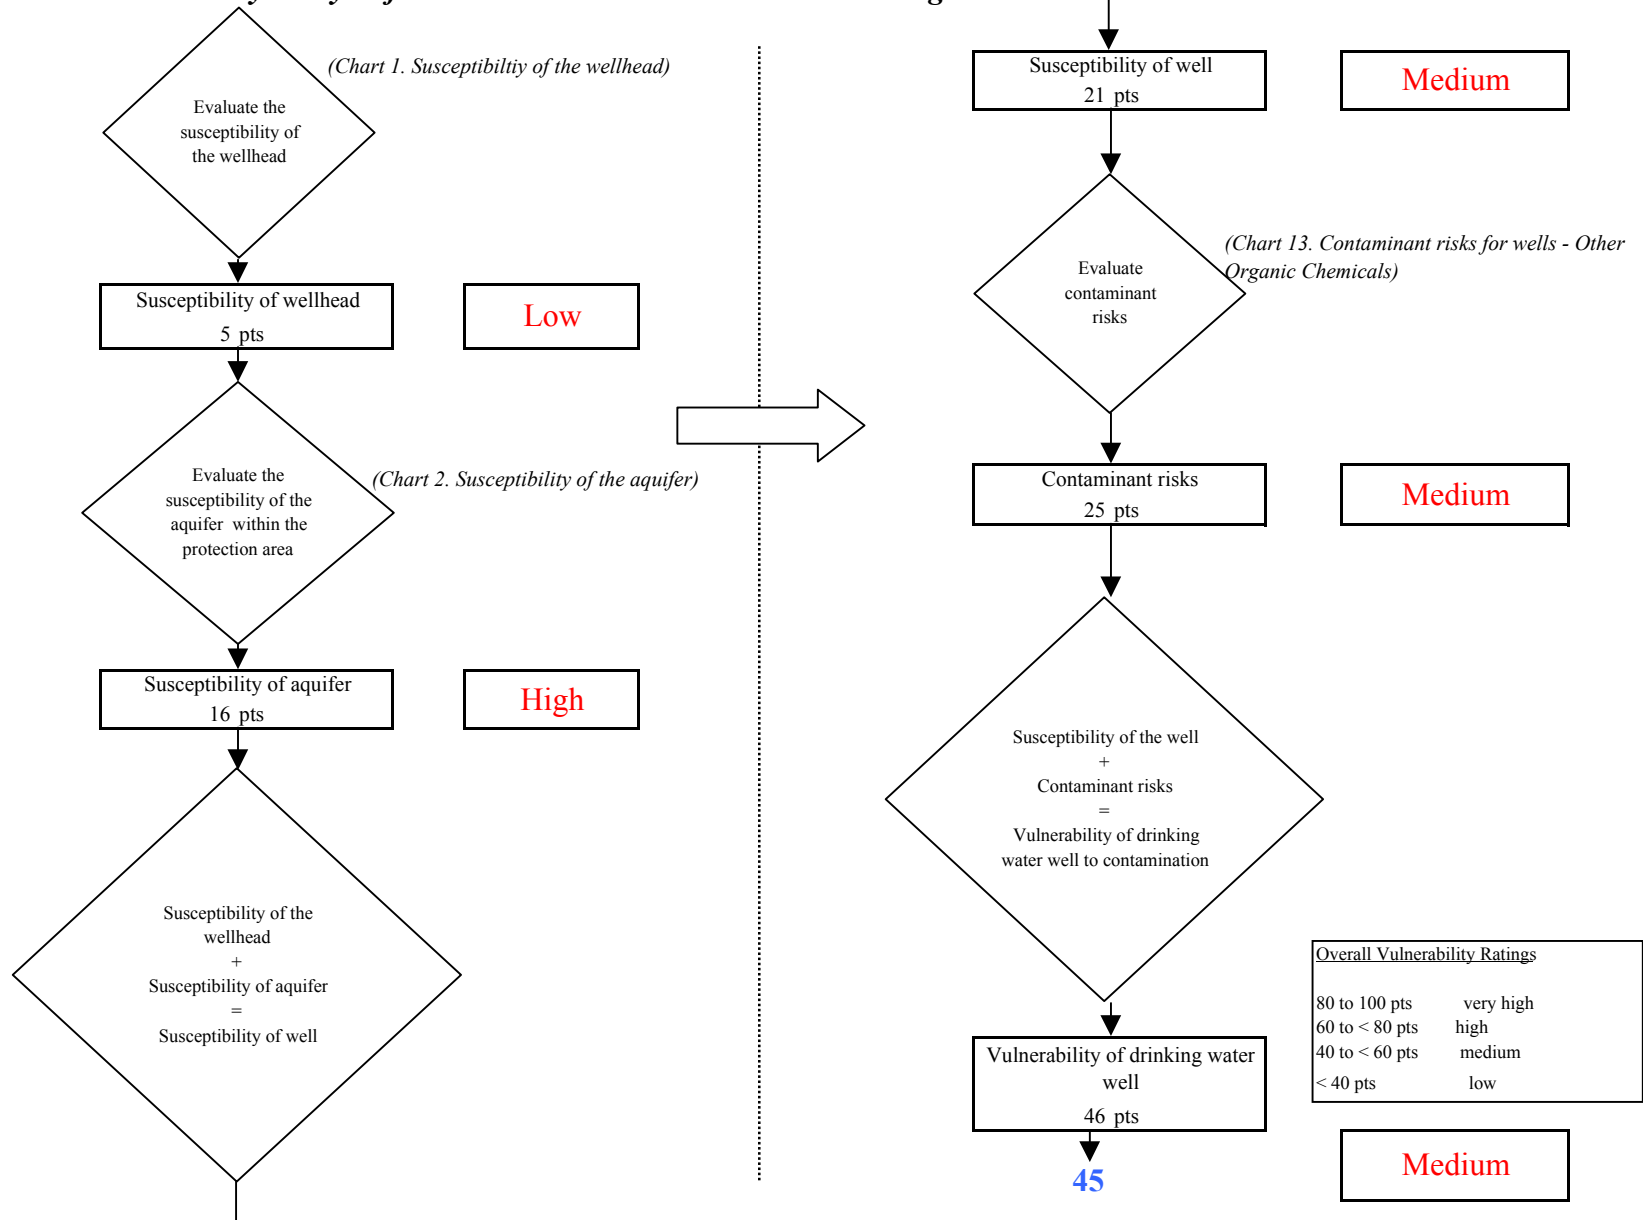 (Chart 1. Susceptibiltiy of the wellhead)
Evaluate the
susceptibility of
the wellhead
Susceptibility of wellhead
5 pts
Low
Evaluate the
susceptibility of the
aquifer within the
protection area
(Chart 2. Susceptibility of the aquifer)
Susceptibility of aquifer
16 pts
High
Susceptibility of the
wellhead
+
Susceptibility of aquifer
=
Susceptibility of well
Susceptibility of well
21 pts
Medium
Evaluate
contaminant
risks
(Chart 13. Contaminant risks for wells - Other
Organic Chemicals)
Contaminant risks
25 pts
Medium
Susceptibility of the well
+
Contaminant risks
=
Vulnerability of drinking
water well to contamination
Vulnerability of drinking water
well
46 pts
45
Overall Vulnerability Ratings
80 to 100 pts very high
60 to < 80 pts high
40 to < 60 pts medium
< 40 pts low
Medium